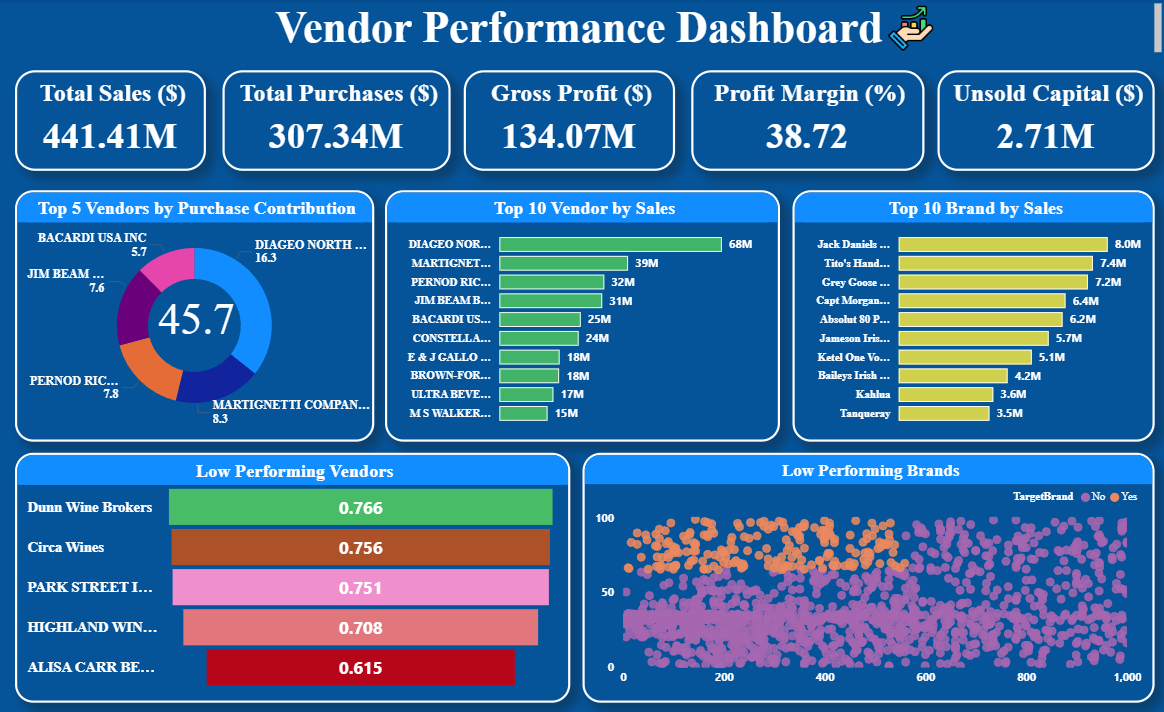 Vendor Performance Dashboard
Total Sales ($)
441.41M
Total Purchases ($)
307.34M
Gross Profit ($)
134.07M
Profit Margin (%)
38.72
Unsold Capital ($)
2.71M
Top 5 Vendors by Purchase Contribution
BACARDI USA INC
5.7
DIAGEO NORTH ...
16.3
JIM BEAM ...
7.6
45.7
PERNOD RIC...
7.8
MARTIGNETTI COMPAN...
8.3
Top 10 Vendor by Sales
DIAGEO NOR... 68M
MARTIGNET... 39M
PERNOD RIC... 32M
JIM BEAM B... 31M
BACARDI US... 25M
CONSTELLA... 24M
E & J GALLO ... 18M
BROWN-FOR... 18M
ULTRA BEVE... 17M
M S WALKER... 15M
Top 10 Brand by Sales
Jack Daniels ... 8.0M
Tito's Hand... 7.4M
Grey Goose ... 7.2M
Capt Morgan... 6.4M
Absolut 80 P... 6.2M
Jameson Iris... 5.7M
Ketel One Vo... 5.1M
Baileys Irish ... 4.2M
Kahlua 3.6M
Tanqueray 3.5M
Low Performing Vendors
Dunn Wine Brokers 0.766
Circa Wines 0.756
PARK STREET I... 0.751
HIGHLAND WIN... 0.708
ALISA CARR BE... 0.615
Low Performing Brands
TargetBrand No Yes
100
50
0
0 200 400 600 800 1,000